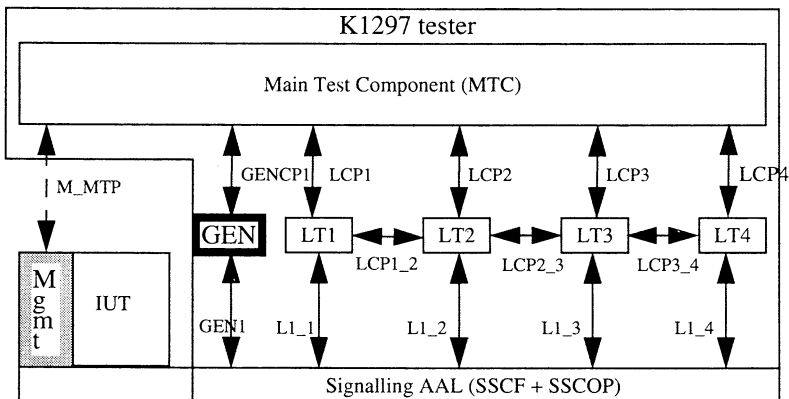 K1297 tester
Main Test Component (MTC)
M_MTP
GENCP1
LCP1
LCP2
LCP3
LCP4
GEN
LT1
LT2
LT3
LT4
LCP1_2
LCP2_3
LCP3_4
Mgmt
IUT
GEN1
L1_1
L1_2
L1_3
L1_4
Signalling AAL (SSCF + SSCOP)